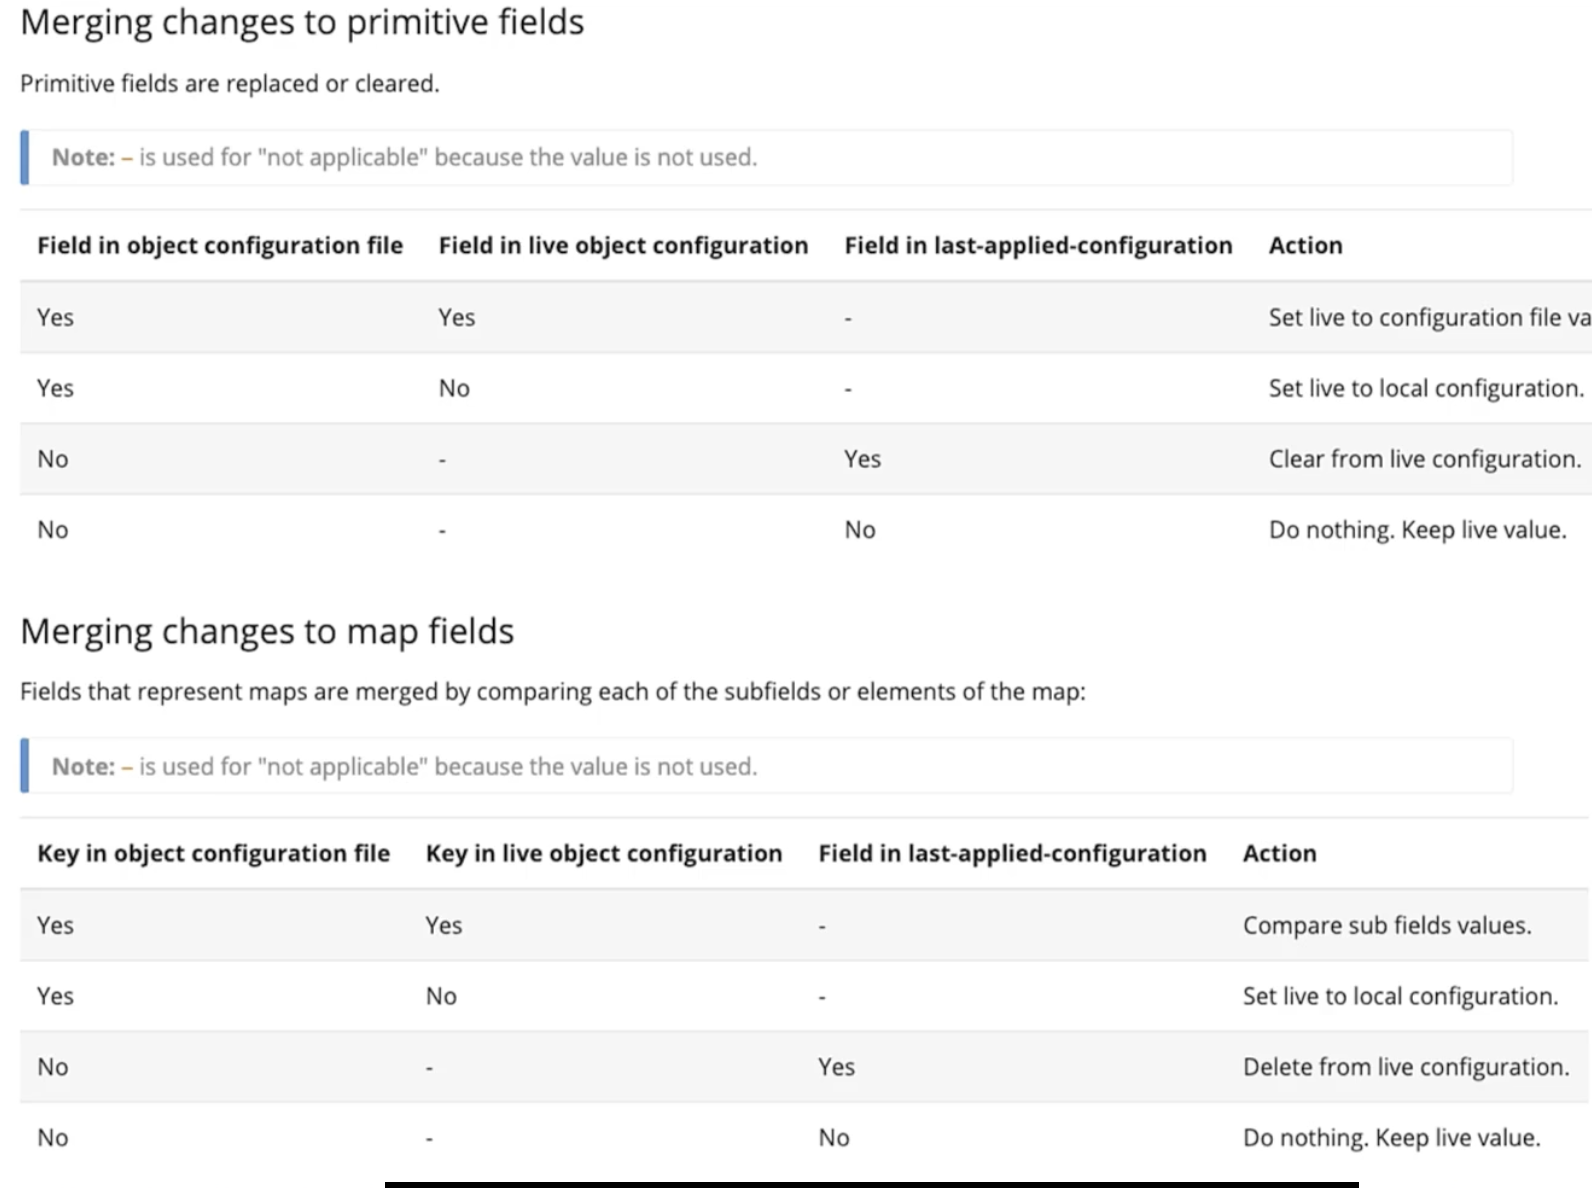 Merging changes to primitive fields
Primitive fields are replaced or cleared.
Note: – is used for "not applicable" because the value is not used.
Field in object configuration file Field in live object configuration Field in last-applied-configuration Action
Yes Yes - Set live to configuration file va
Yes No - Set live to local configuration.
No - Yes Clear from live configuration.
No - No Do nothing. Keep live value.
Merging changes to map fields
Fields that represent maps are merged by comparing each of the subfields or elements of the map:
Note: – is used for "not applicable" because the value is not used.
Key in object configuration file Key in live object configuration Field in last-applied-configuration Action
Yes Yes - Compare sub fields values.
Yes No - Set live to local configuration.
No - Yes Delete from live configuration.
No - No Do nothing. Keep live value.